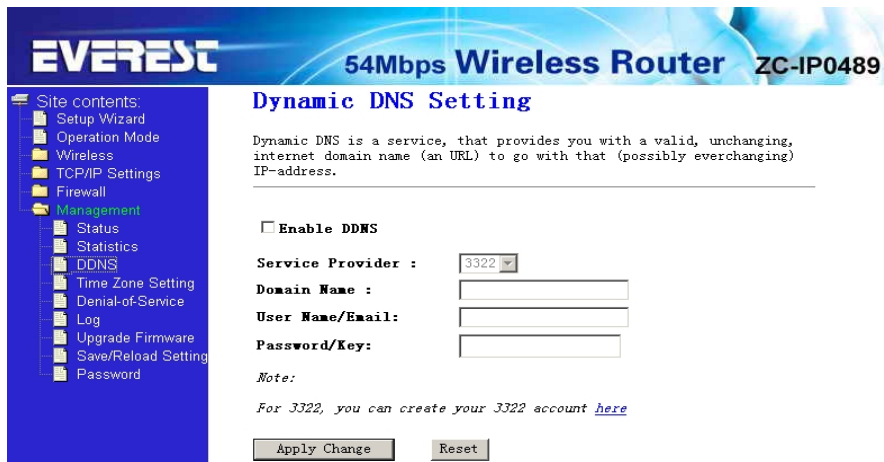 EVEREST
54Mbps Wireless Router ZC-IP0489
Site contents:
Setup Wizard
Operation Mode
Wireless
TCP/IP Settings
Firewall
Management
Status
Statistics
DDNS
Time Zone Setting
Denial-of-Service
Log
Upgrade Firmware
Save/Reload Setting
Password
Dynamic DNS Setting
Dynamic DNS is a service, that provides you with a valid, unchanging,
internet domain name (an URL) to go with that (possibly everchanging)
IP-address.
Enable DDNS
Service Provider : 3322
Domain Name :
User Name/Email:
Password/Key:
Note:
For 3322, you can create your 3322 account here
Apply Change Reset